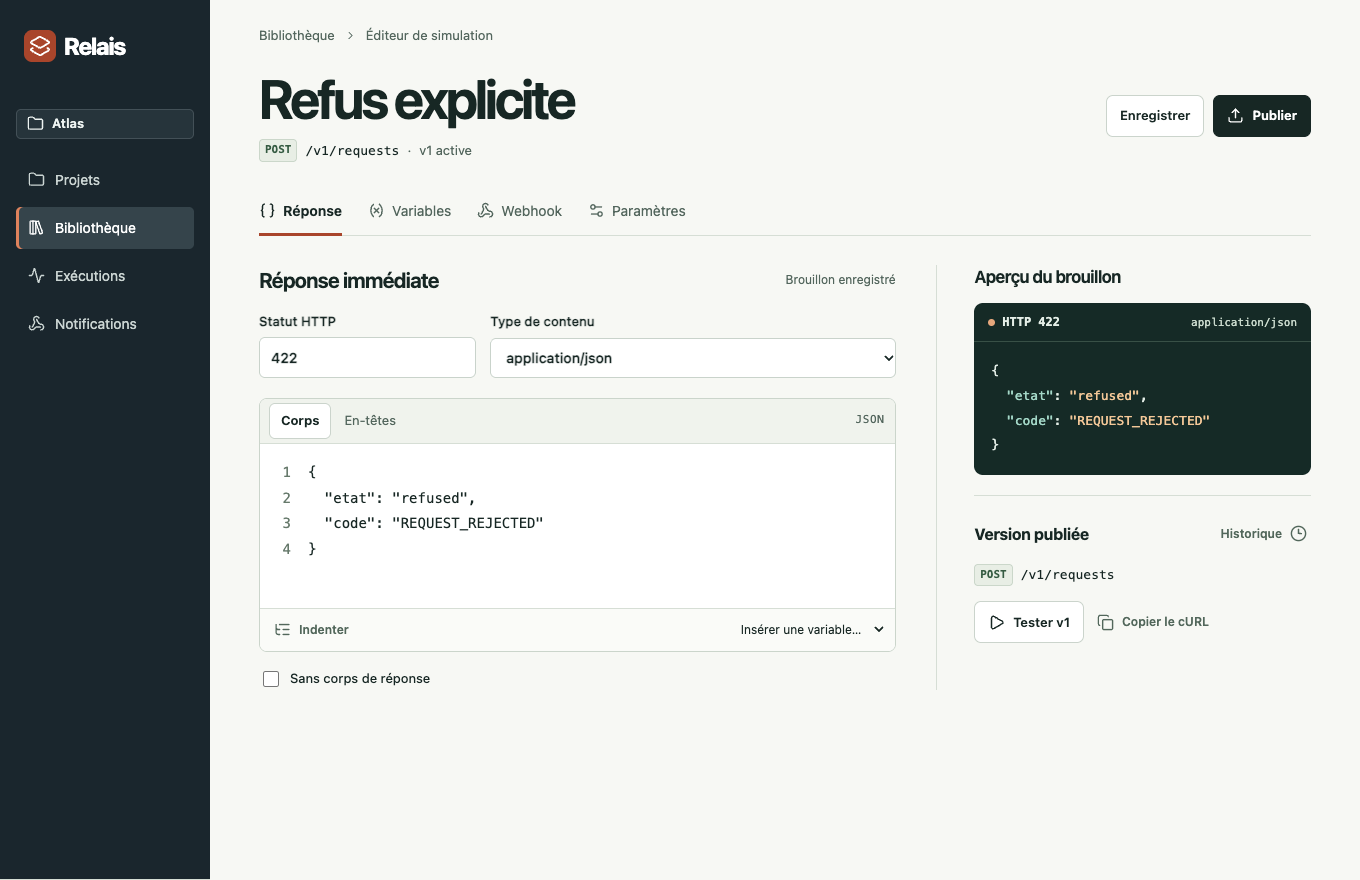 Relais
Atlas
Projets
Bibliothèque
Exécutions
Notifications
Bibliothèque > Éditeur de simulation
Refus explicite
POST /v1/requests · v1 active
Enregistrer
Publier
{ } Réponse
(x) Variables
Webhook
Paramètres
Réponse immédiate
Brouillon enregistré
Statut HTTP
422
Type de contenu
application/json
Corps
En-têtes
JSON
1 {
2 "etat": "refused",
3 "code": "REQUEST_REJECTED"
4 }
Indenter
Insérer une variable...
Sans corps de réponse
Aperçu du brouillon
HTTP 422
application/json
{
"etat": "refused",
"code": "REQUEST_REJECTED"
}
Version publiée
Historique
POST /v1/requests
Tester v1
Copier le cURL